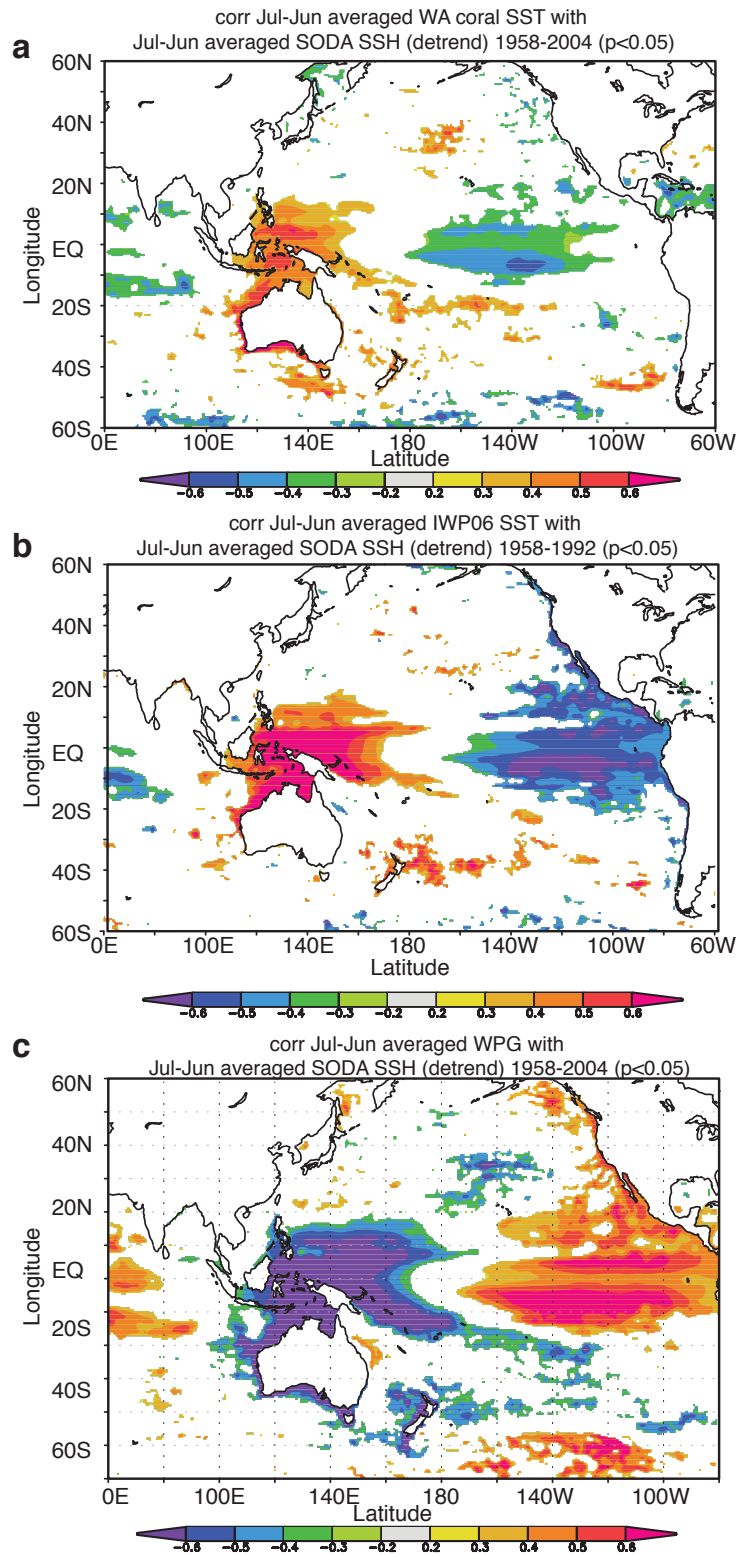 corr Jul-Jun averaged WA coral SST with
a
Jul-Jun averaged SODA SSH (detrend) 1958-2004 (p<0.05)
60N
40N
20N
EQ
20S
40S
60S
Longitude
0E 100E 140E 180 140W 100W 60W
Latitude
-0.6 -0.5 -0.4 -0.3 -0.2 0.2 0.3 0.4 0.5 0.6
corr Jul-Jun averaged IWP06 SST with
b
Jul-Jun averaged SODA SSH (detrend) 1958-1992 (p<0.05)
60N
40N
20N
EQ
20S
40S
60S
Longitude
0E 100E 140E 180 140W 100W 60W
Latitude
-0.6 -0.5 -0.4 -0.3 -0.2 0.2 0.3 0.4 0.5 0.6
c
corr Jul-Jun averaged WPG with
Jul-Jun averaged SODA SSH (detrend) 1958-2004 (p<0.05)
60N
40N
20N
EQ
20S
40S
60S
Longitude
0E 100E 140E 180 140W 100W
Latitude
-0.6 -0.5 -0.4 -0.3 -0.2 0.2 0.3 0.4 0.5 0.6